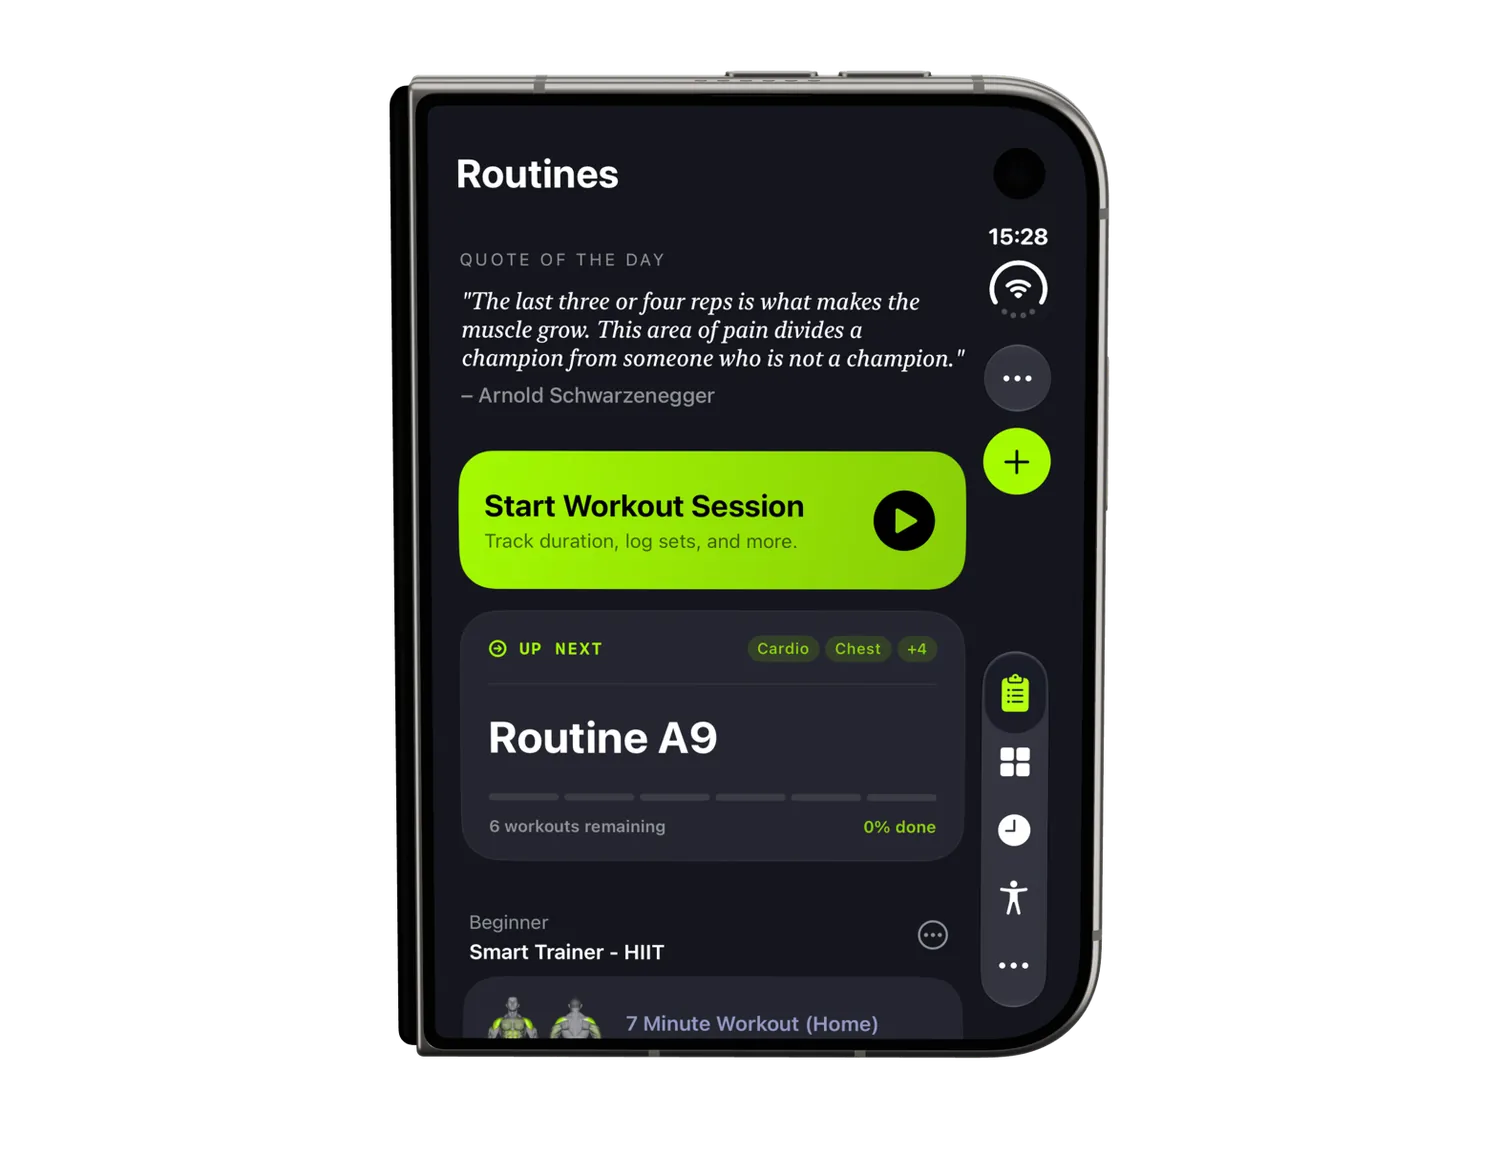 Routines
15:28
QUOTE OF THE DAY
"The last three or four reps is what makes the
muscle grow. This area of pain divides a
champion from someone who is not a champion."
– Arnold Schwarzenegger
Start Workout Session
Track duration, log sets, and more.
UP NEXT
Cardio Chest +4
Routine A9
6 workouts remaining
0% done
Beginner
Smart Trainer - HIIT
7 Minute Workout (Home)